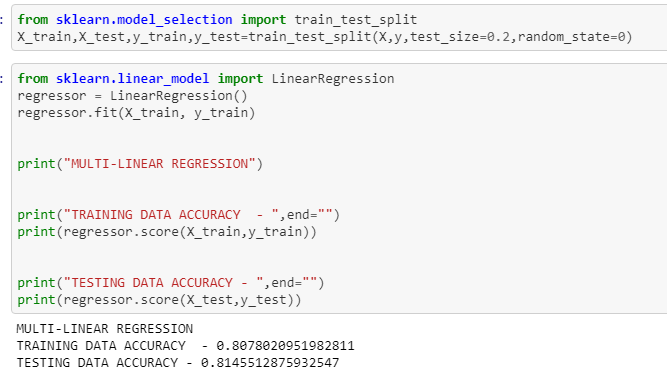 : from sklearn.model_selection import train_test_split
X_train,X_test,y_train,y_test=train_test_split(X,y,test_size=0.2,random_state=0)
: from sklearn.linear_model import LinearRegression
regressor = LinearRegression()
regressor.fit(X_train, y_train)
print("MULTI-LINEAR REGRESSION")
print("TRAINING DATA ACCURACY  - ",end="")
print(regressor.score(X_train,y_train))
print("TESTING DATA ACCURACY - ",end="")
print(regressor.score(X_test,y_test))
MULTI-LINEAR REGRESSION
TRAINING DATA ACCURACY  - 0.8078020951982811
TESTING DATA ACCURACY - 0.8145512875932547